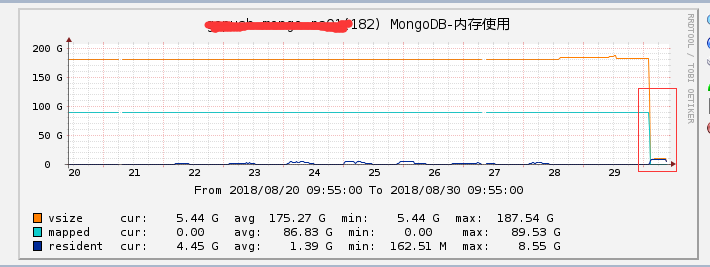 (182) MongoDB-内存使用
RRDTOOL / TOBI OETIKER
200 G
150 G
100 G
50 G
0
20 21 22 23 24 25 26 27 28 29
From 2018/08/20 09:55:00 To 2018/08/30 09:55:00
vsize cur: 5.44 G avg 175.27 G min: 5.44 G max: 187.54 G
mapped cur: 0.00 avg 86.83 G min: 0.00 max: 89.53 G
resident cur: 4.45 G avg 1.39 G min: 162.51 M max: 8.55 G